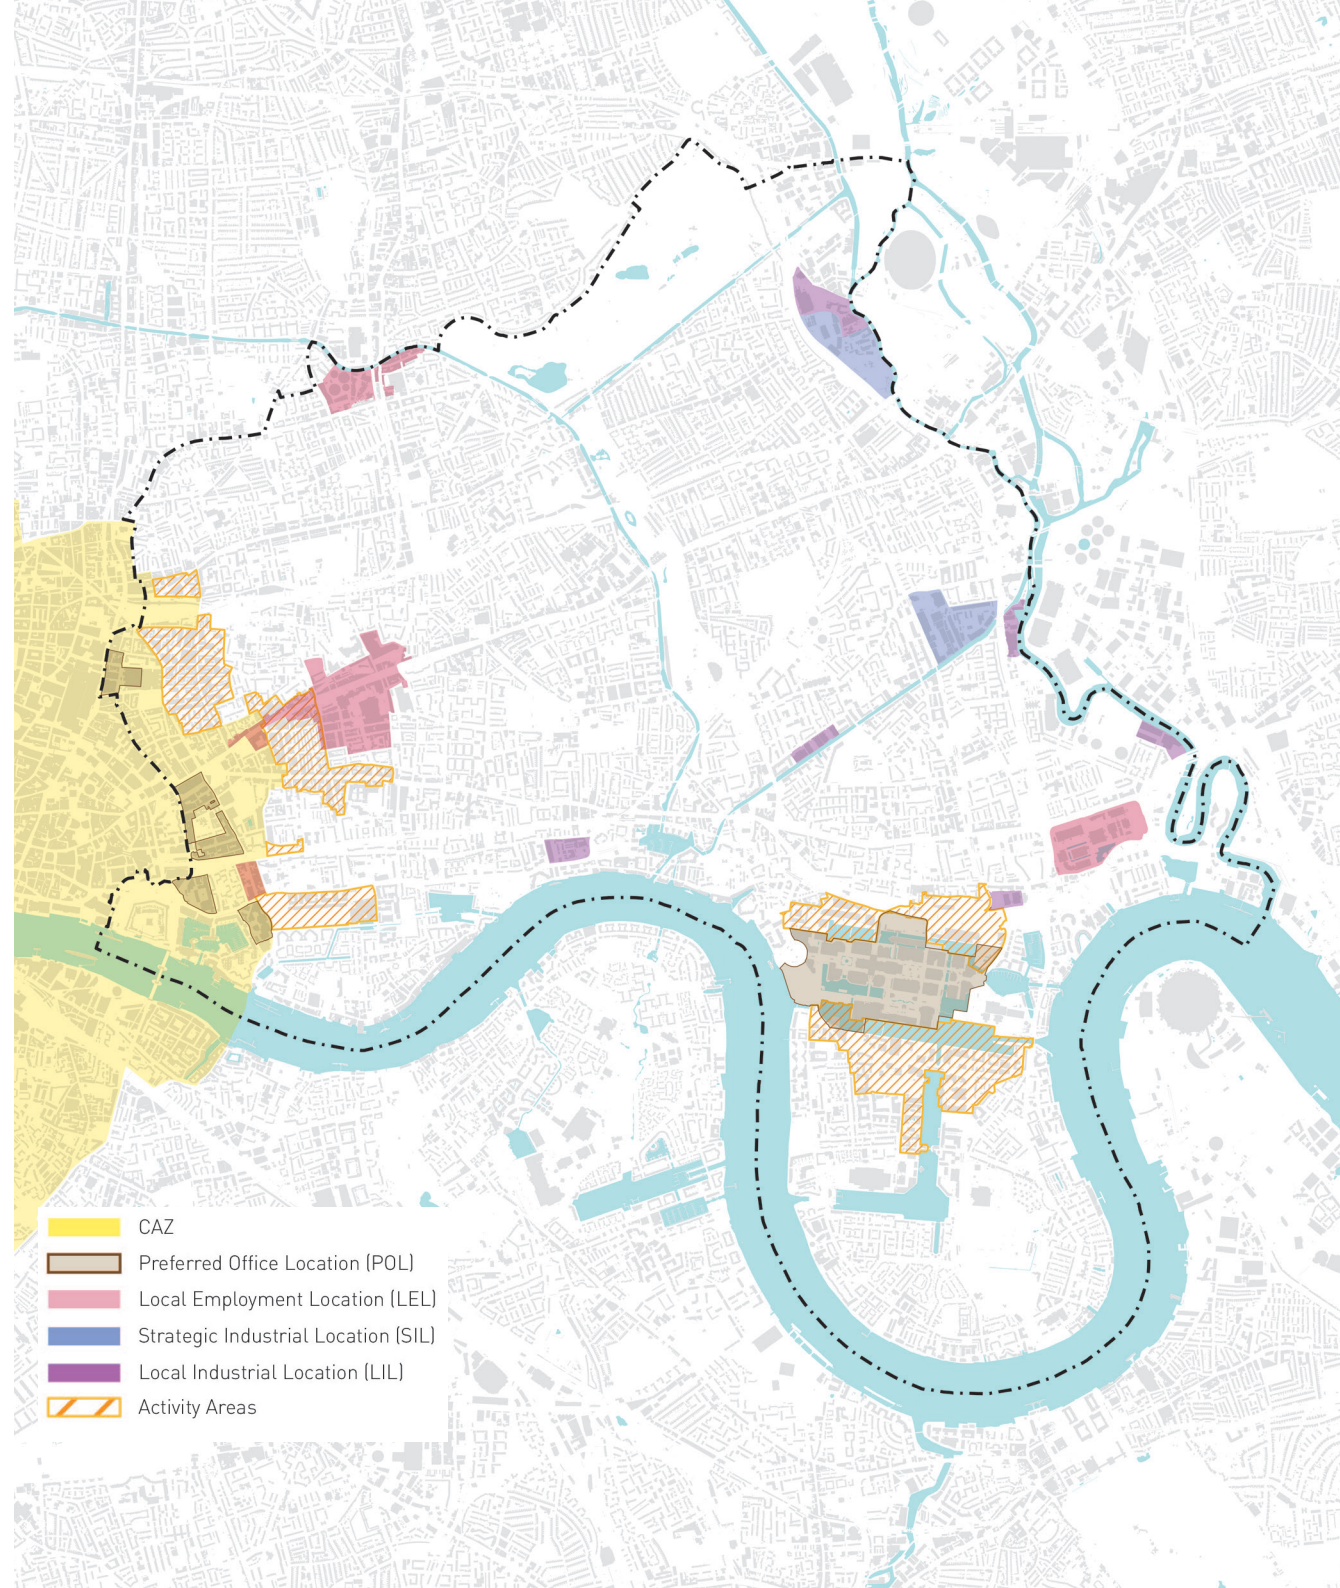 CAZ
Preferred Office Location (POL)
Local Employment Location (LEL)
Strategic Industrial Location (SIL)
Local Industrial Location (LIL)
Activity Areas